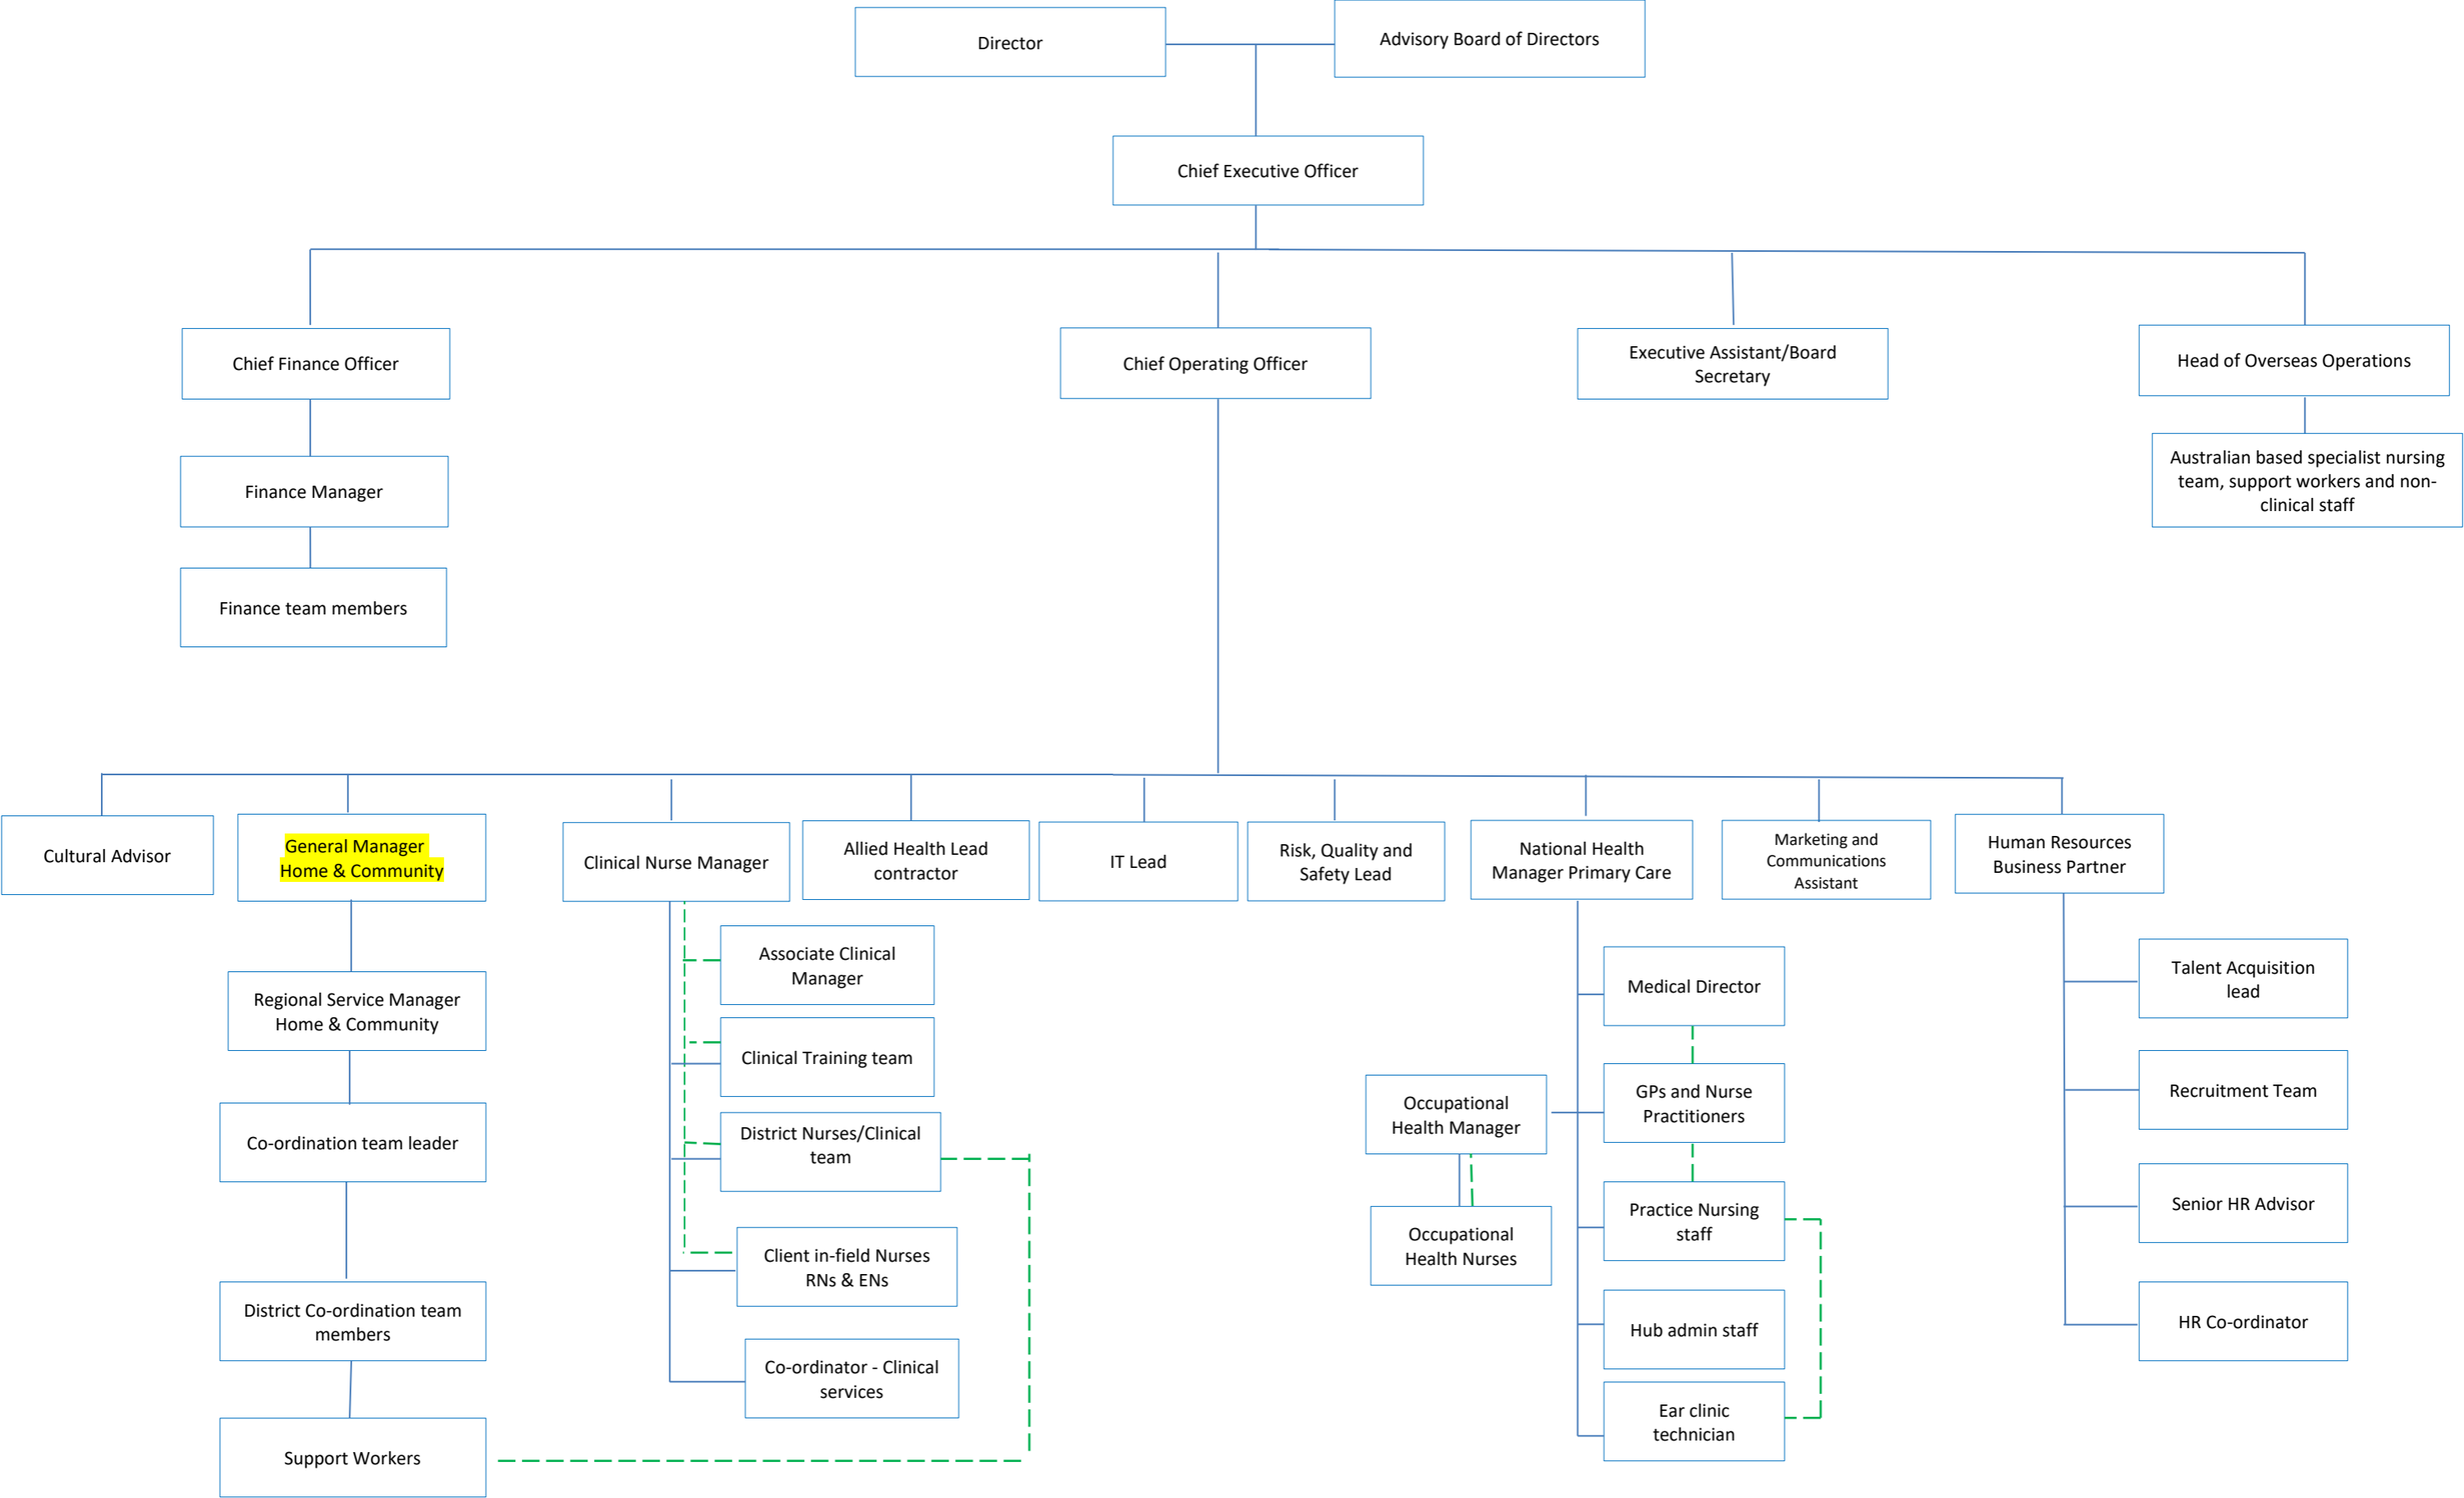 Director
Advisory Board of Directors
Chief Executive Officer
Chief Finance Officer
Chief Operating Officer
Executive Assistant/Board
Secretary
Head of Overseas Operations
Australian based specialist nursing
team, support workers and non-
clinical staff
Finance Manager
Finance team members
Cultural Advisor
General Manager
Home & Community
Clinical Nurse Manager
Allied Health Lead
contractor
IT Lead
Risk, Quality and
Safety Lead
National Health
Manager Primary Care
Marketing and
Communications
Assistant
Human Resources
Business Partner
Regional Service Manager
Home & Community
Co-ordination team leader
District Co-ordination team
members
Support Workers
Associate Clinical
Manager
Clinical Training team
District Nurses/Clinical
team
Client in-field Nurses
RNs & ENs
Co-ordinator - Clinical
services
Occupational
Health Manager
Occupational
Health Nurses
Medical Director
GPs and Nurse
Practitioners
Practice Nursing
staff
Hub admin staff
Ear clinic
technician
Talent Acquisition
lead
Recruitment Team
Senior HR Advisor
HR Co-ordinator